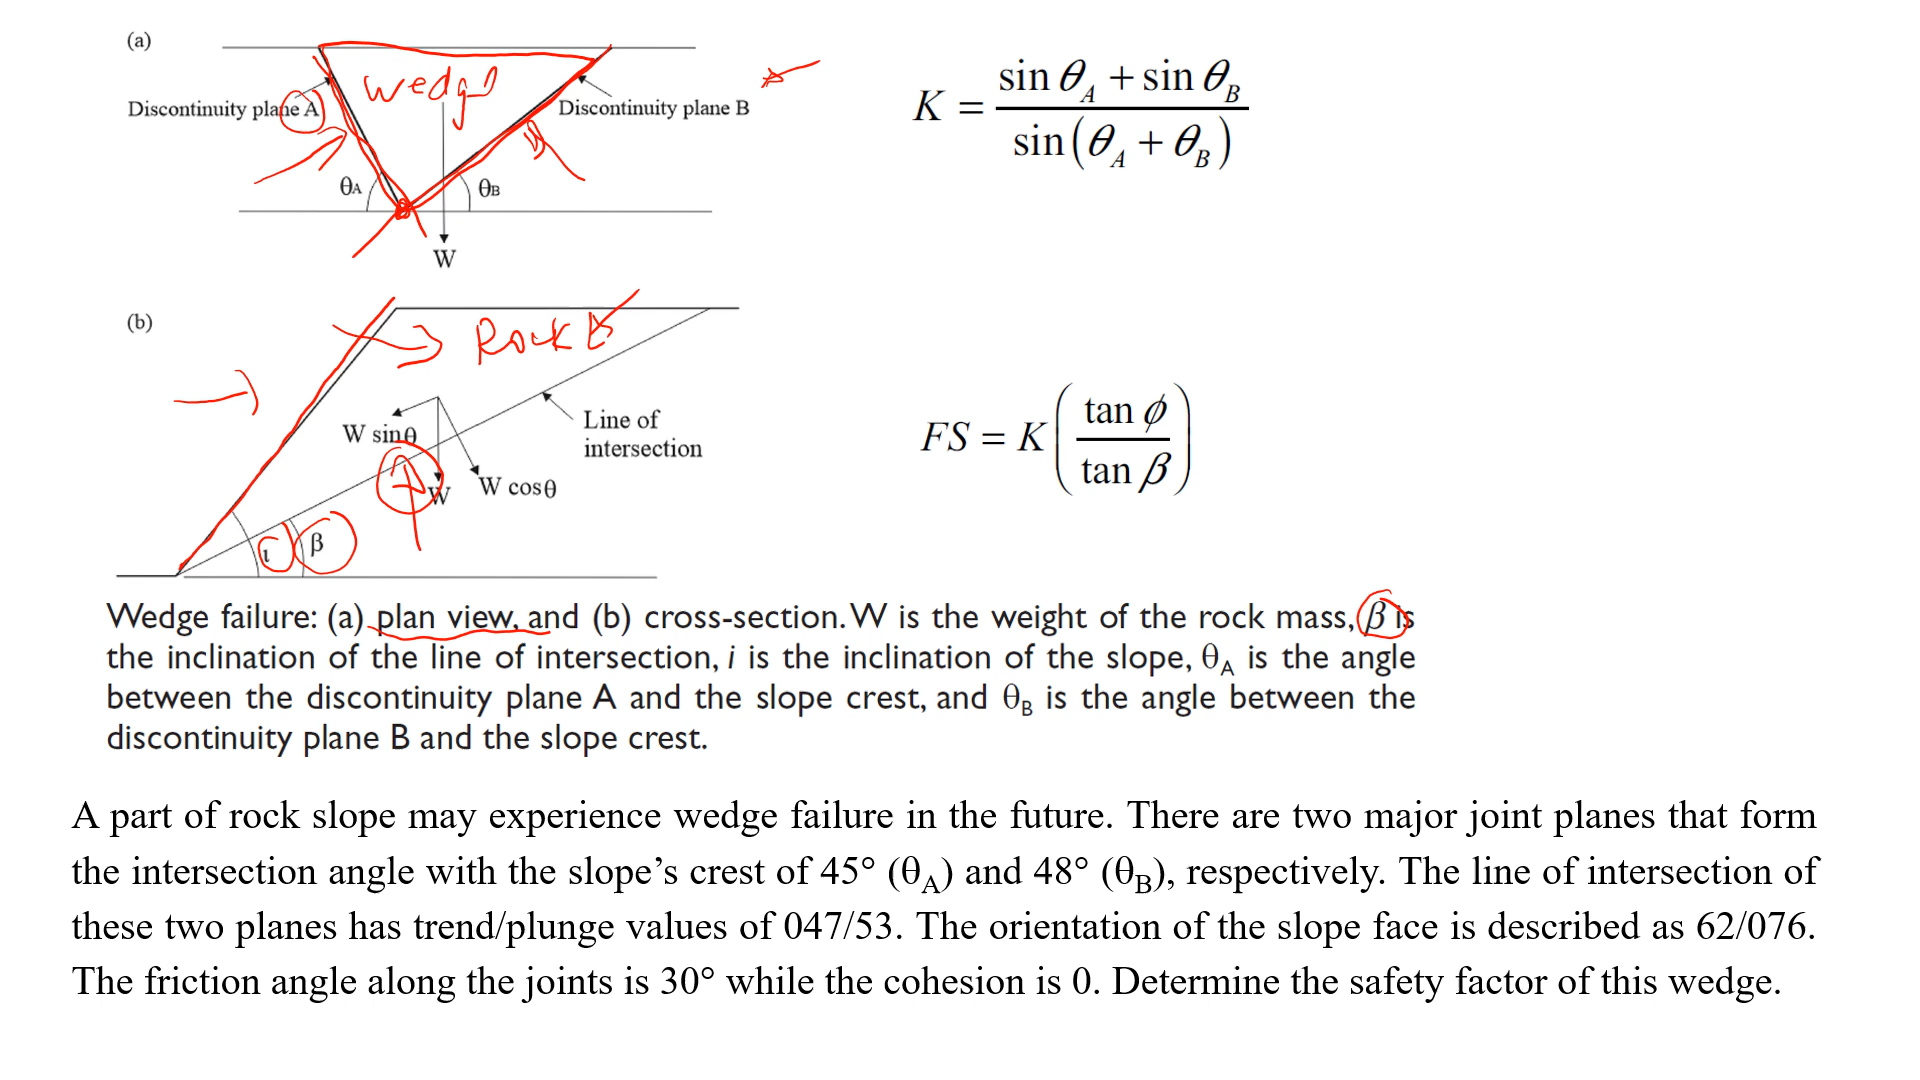 (a)
wedge
Discontinuity plane A
Discontinuity plane B
θA
θB
W
K = sin θA + sin θB / sin(θA + θB)
(b)
Rock
Line of
intersection
W sinθ
W cosθ
W
ι
β
FS = K (tan ϕ / tan β)
Wedge failure: (a) plan view, and (b) cross-section. W is the weight of the rock mass, β is
the inclination of the line of intersection, i is the inclination of the slope, θA is the angle
between the discontinuity plane A and the slope crest, and θB is the angle between the
discontinuity plane B and the slope crest.
A part of rock slope may experience wedge failure in the future. There are two major joint planes that form
the intersection angle with the slope’s crest of 45° (θA) and 48° (θB), respectively. The line of intersection of
these two planes has trend/plunge values of 047/53. The orientation of the slope face is described as 62/076.
The friction angle along the joints is 30° while the cohesion is 0. Determine the safety factor of this wedge.